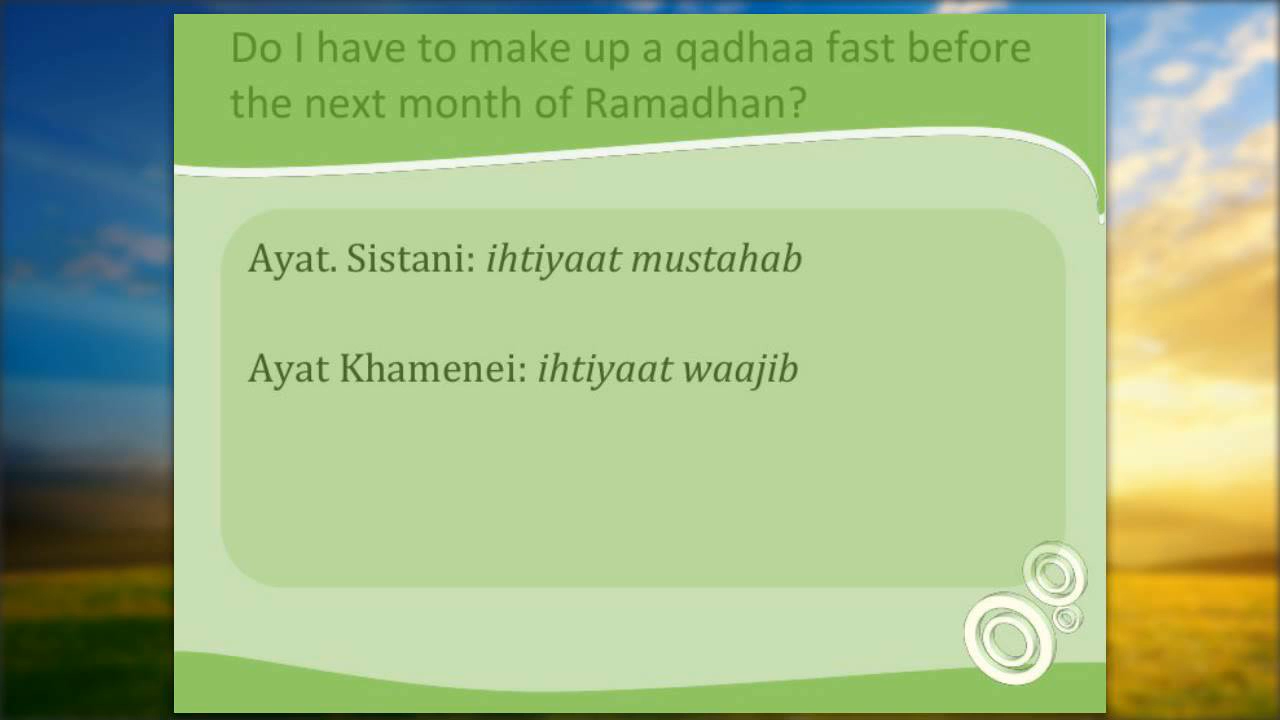 Do I have to make up a qadhaa fast before
the next month of Ramadhan?
Ayat. Sistani: ihtiyaat mustahab
Ayat Khamenei: ihtiyaat waajib